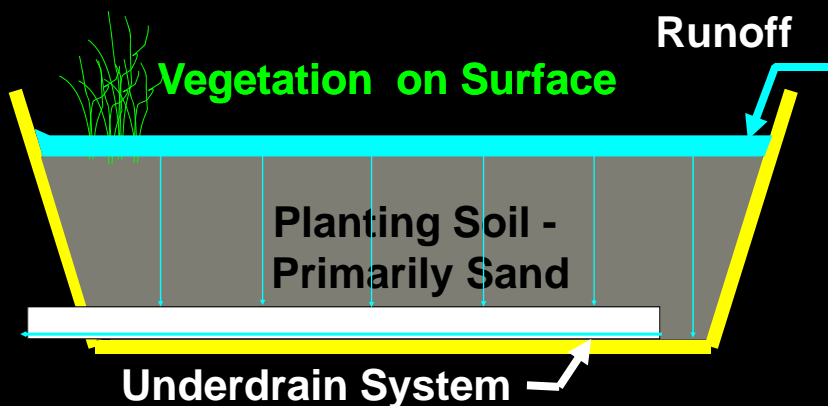 Runoff
Vegetation on Surface
Planting Soil -
Primarily Sand
Underdrain System